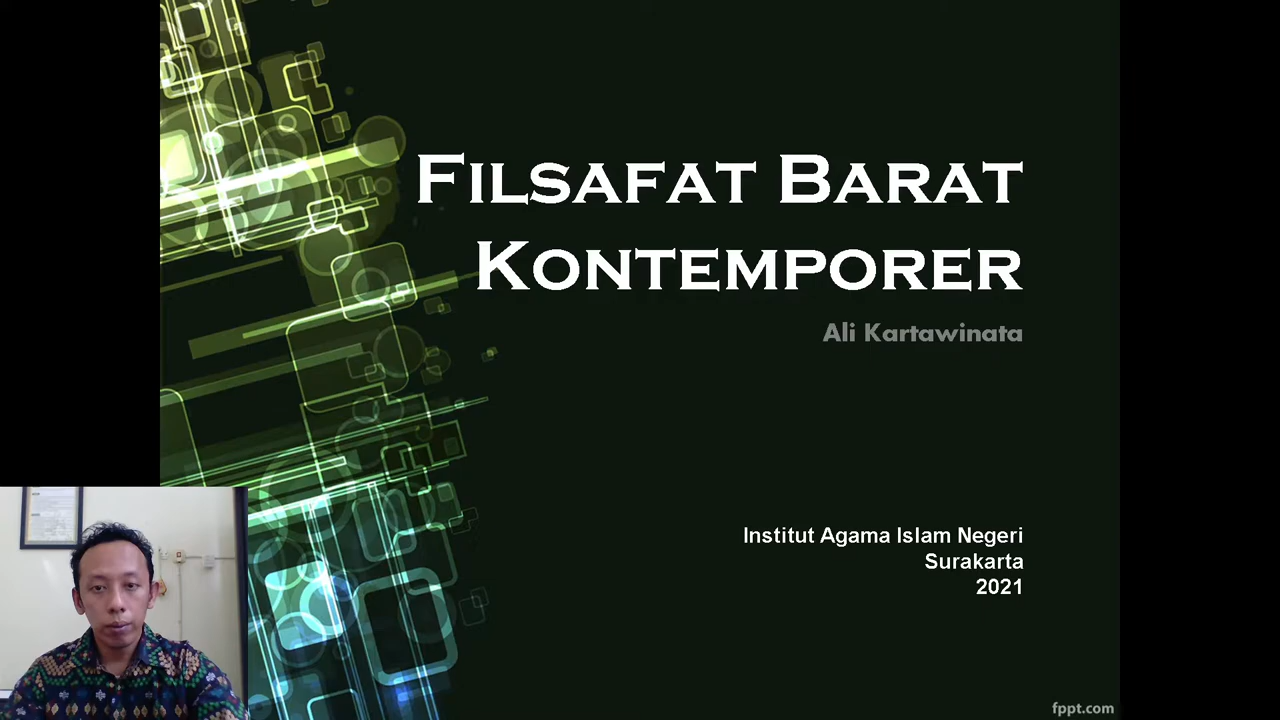 Filsafat Barat
Kontemporer
Ali Kartawinata
Institut Agama Islam Negeri
Surakarta
2021
fppt.com